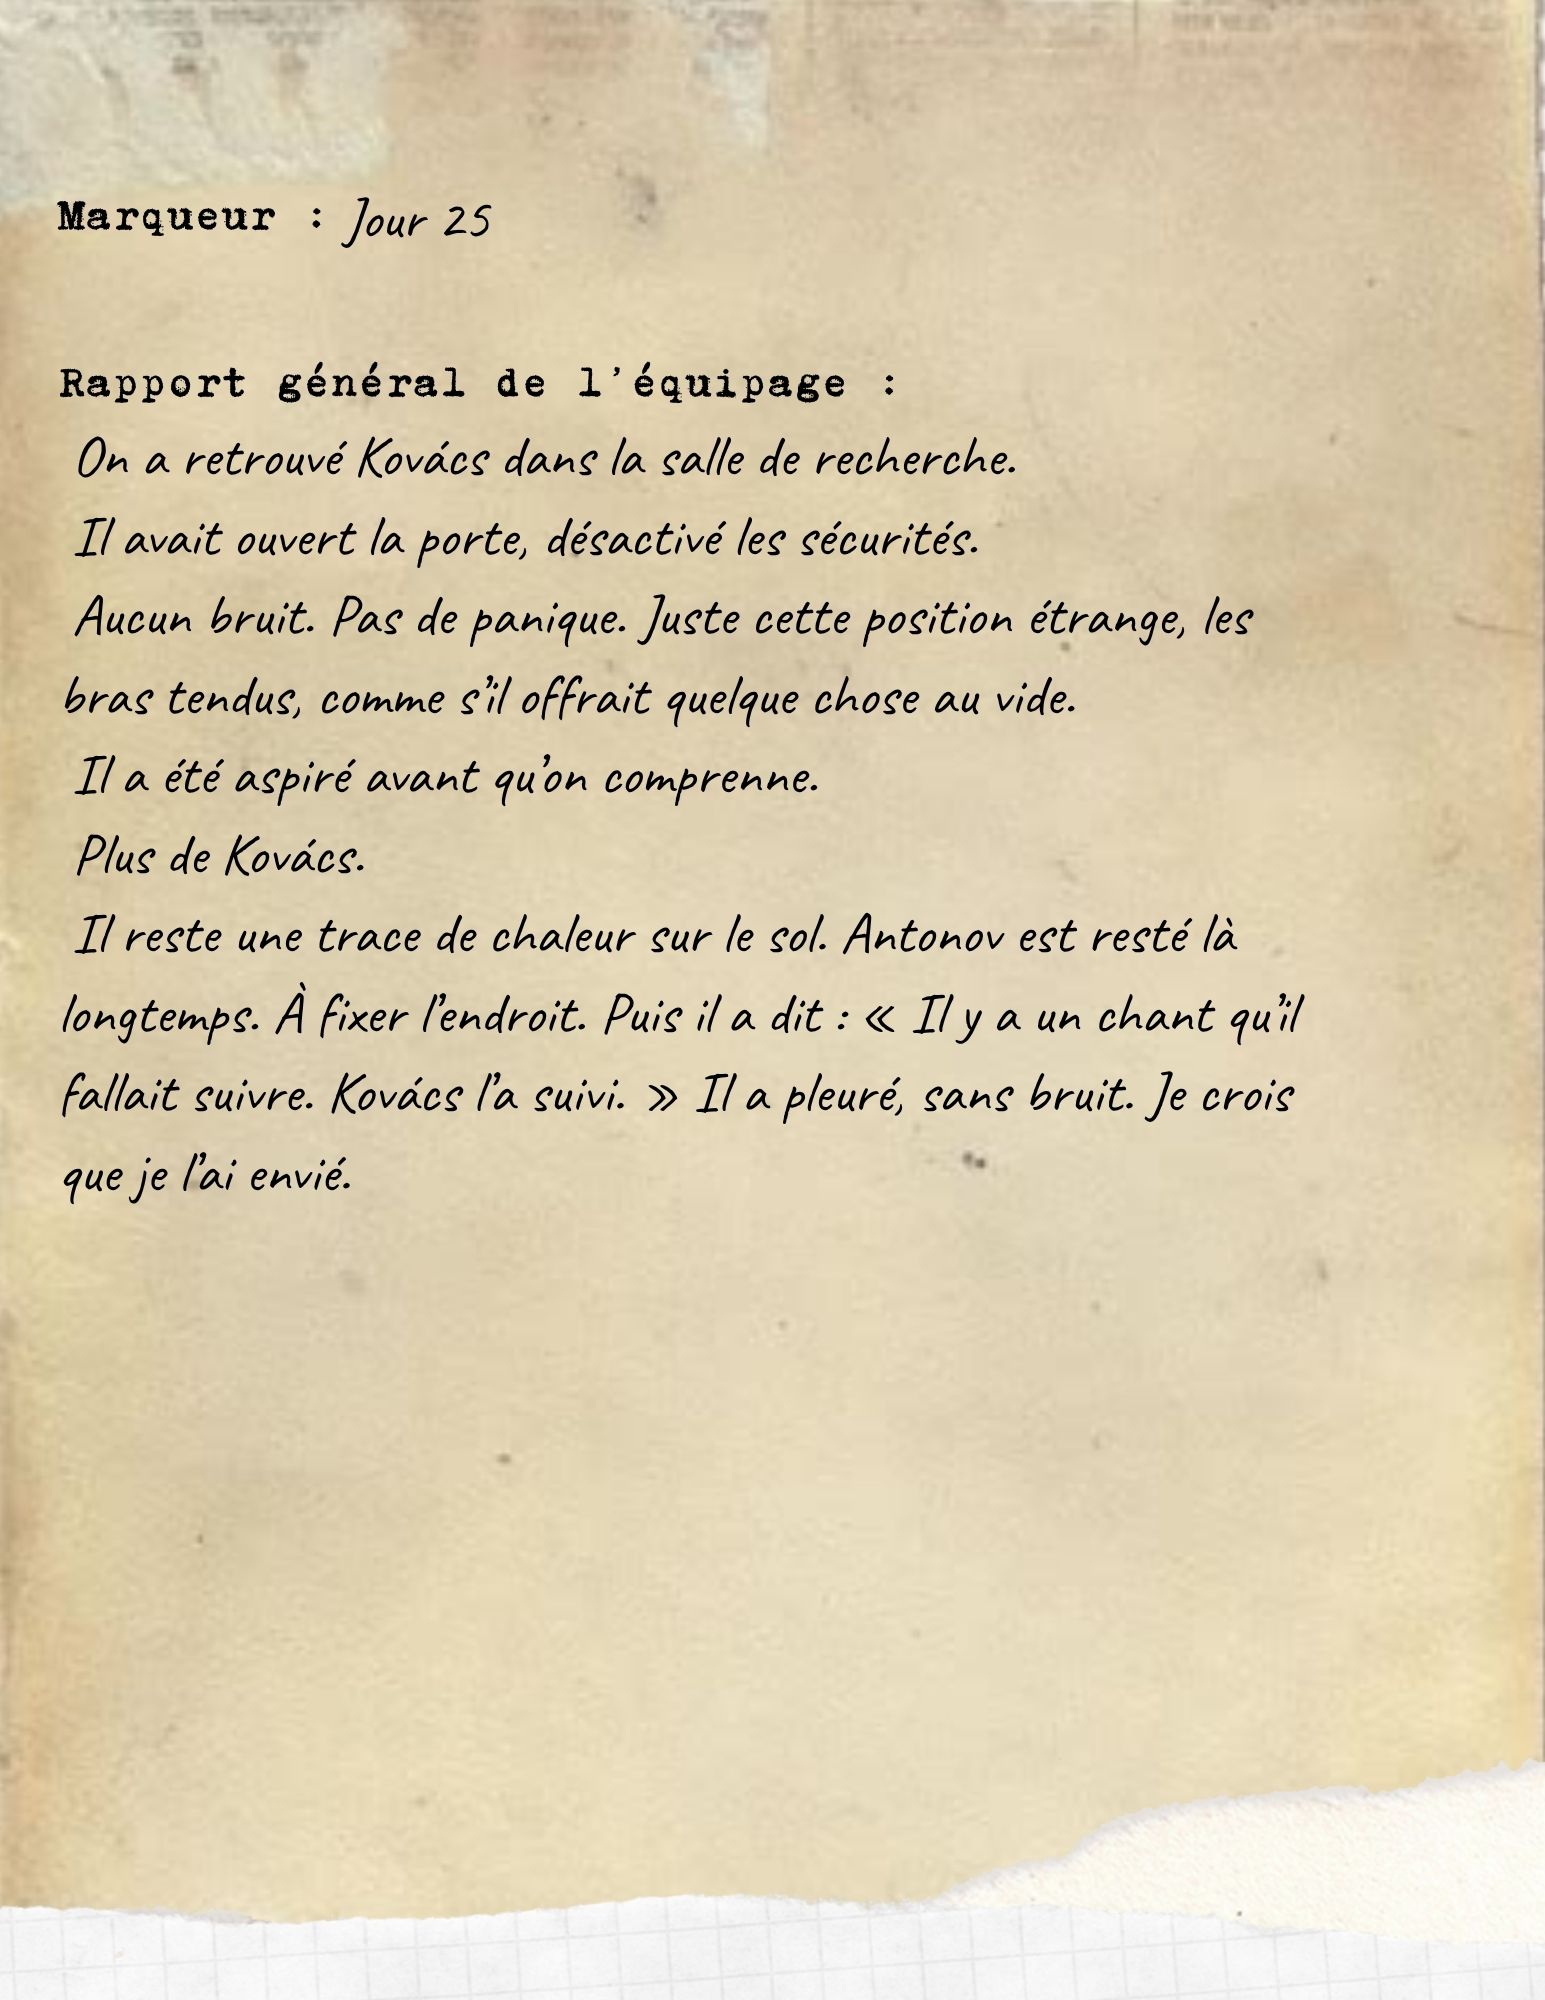 Marqueur : Jour 25
Rapport général de l'équipage :
On a retrouvé Kovács dans la salle de recherche.
Il avait ouvert la porte, désactivé les sécurités.
Aucun bruit. Pas de panique. Juste cette position étrange, les
bras tendus, comme s’il offrait quelque chose au vide.
Il a été aspiré avant qu’on comprenne.
Plus de Kovács.
Il reste une trace de chaleur sur le sol. Antonov est resté là
longtemps. À fixer l’endroit. Puis il a dit : « Il y a un chant qu’il
fallait suivre. Kovács l’a suivi. » Il a pleuré, sans bruit. Je crois
que je l’ai envié.